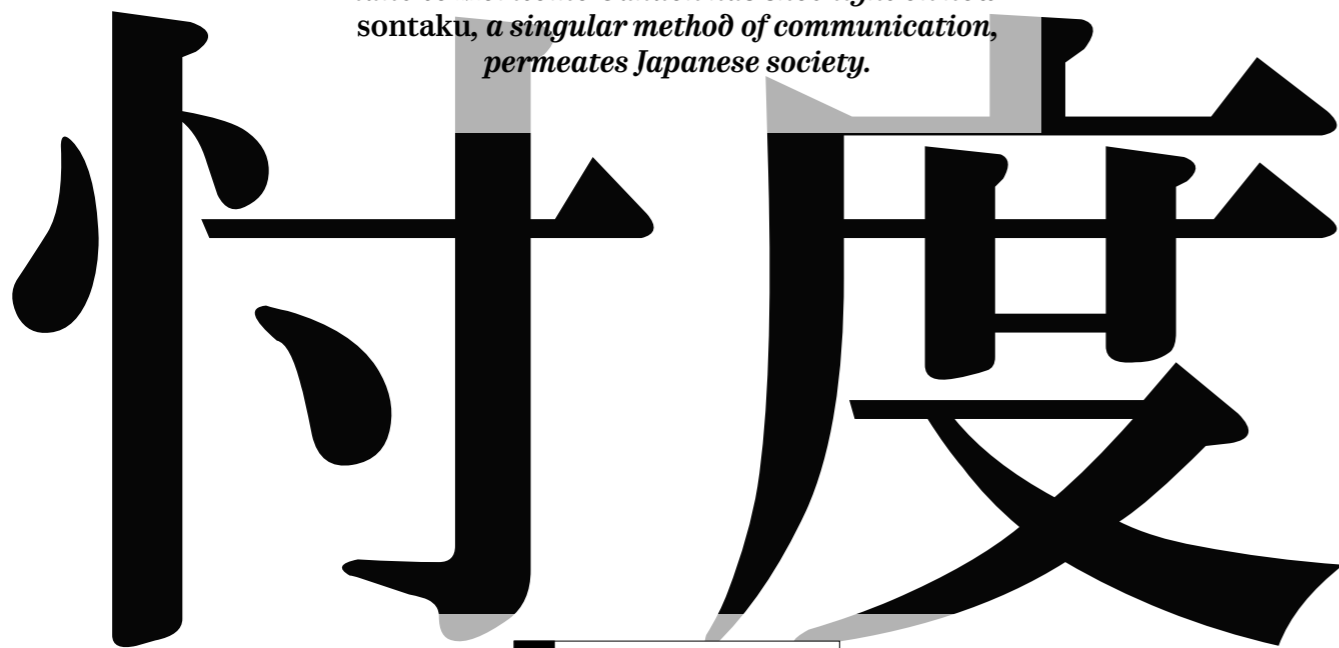 sontaku, a singular method of communication,
permeates Japanese society.
忖度